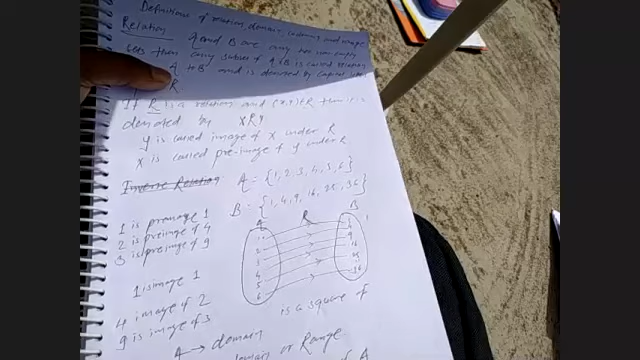 Definitions of relation, domain, codomain and range
Relation A and B are any two non-empty
sets then any subset of A×B is called relation
A to B and is denoted by capital letter
R
If R is a relation and (x,y)∈R then it is
denoted by xRy
y is called image of x under R
x is called pre-image of y under R
Inverse Relation:
A = {1,2,3,4,5,6}
B = {1,4,9,16,25,36}
1 is preimage 1
2 is preimage of 4
3 is preimage of 9
A R B
1 1
2 4
3 9
4 16
5 25
6 36
1 is image 1
4 image of 2
9 is image of 3
is a square of
A → domain
domain or Range
of A